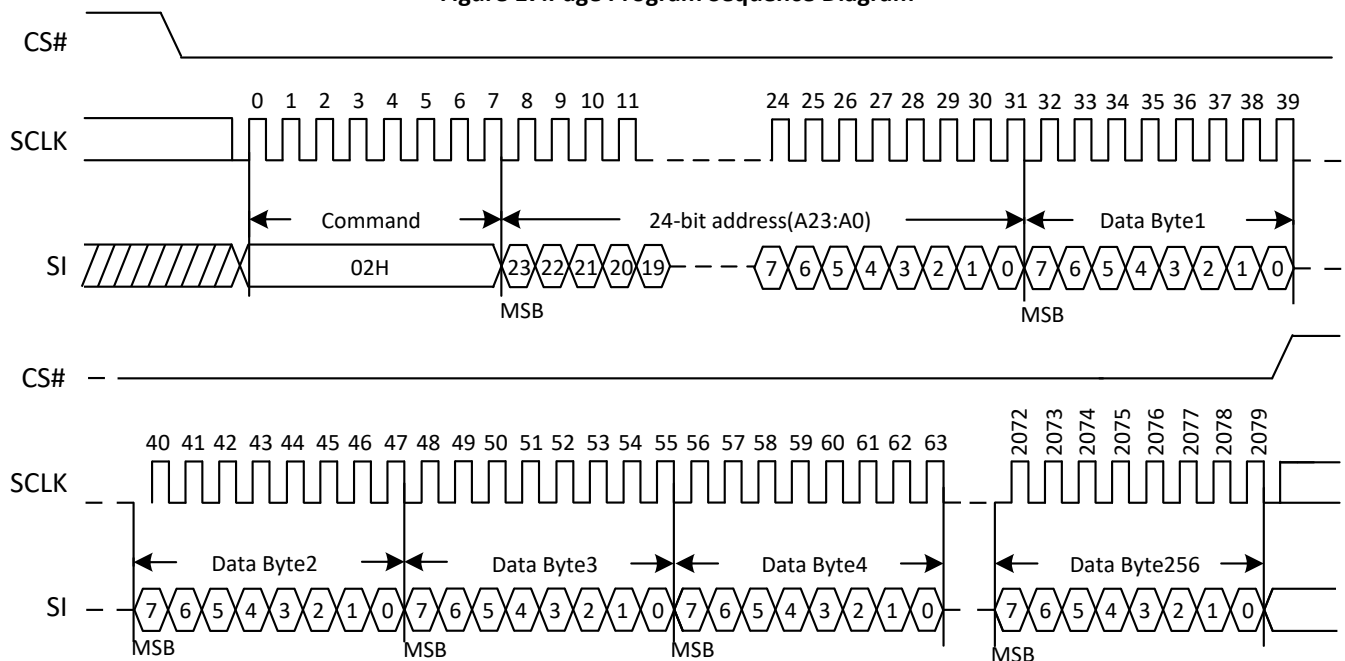 Figure Page Program Sequence Diagram
CS#
0 1 2 3 4 5 6 7 8 9 10 11 24 25 26 27 28 29 30 31 32 33 34 35 36 37 38 39
SCLK
Command 24-bit address(A23:A0) Data Byte1
SI 02H 23 22 21 20 19 7 6 5 4 3 2 1 0 7 6 5 4 3 2 1 0
MSB MSB
CS#
40 41 42 43 44 45 46 47 48 49 50 51 52 53 54 55 56 57 58 59 60 61 62 63 2072 2073 2074 2075 2076 2077 2078 2079
SCLK
Data Byte2 Data Byte3 Data Byte4 Data Byte256
SI 7 6 5 4 3 2 1 0 7 6 5 4 3 2 1 0 7 6 5 4 3 2 1 0 7 6 5 4 3 2 1 0
MSB MSB MSB MSB